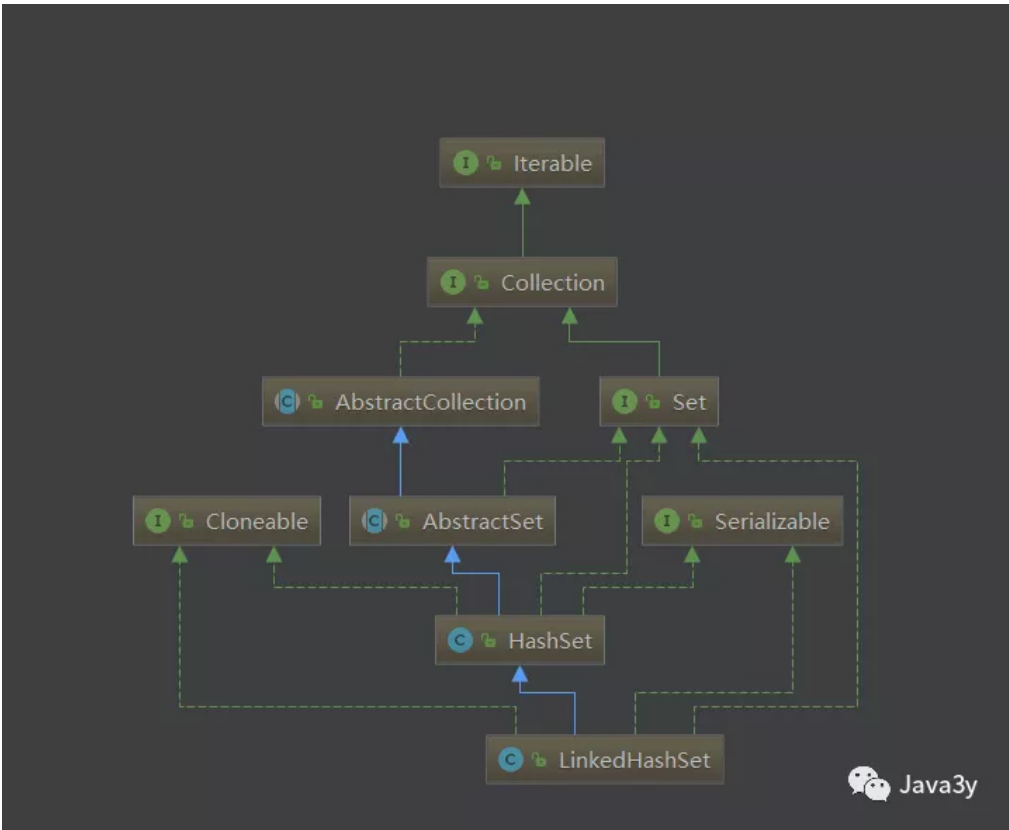 I Iterable
I Collection
C AbstractCollection
I Set
I Cloneable
C AbstractSet
I Serializable
C HashSet
C LinkedHashSet
Java3y